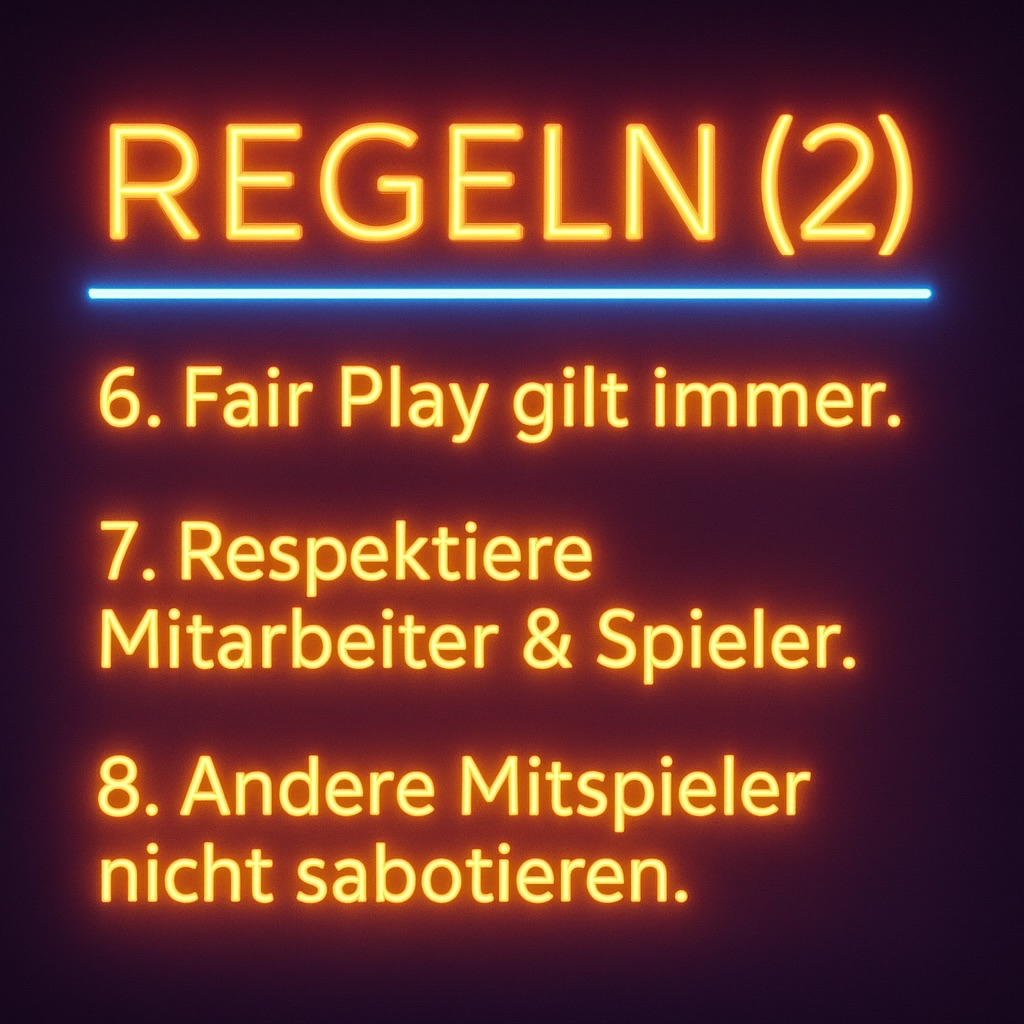 REGELN (2)
6. Fair Play gilt immer.
7. Respektiere
Mitarbeiter & Spieler.
8. Andere Mitspieler
nicht sabotieren.